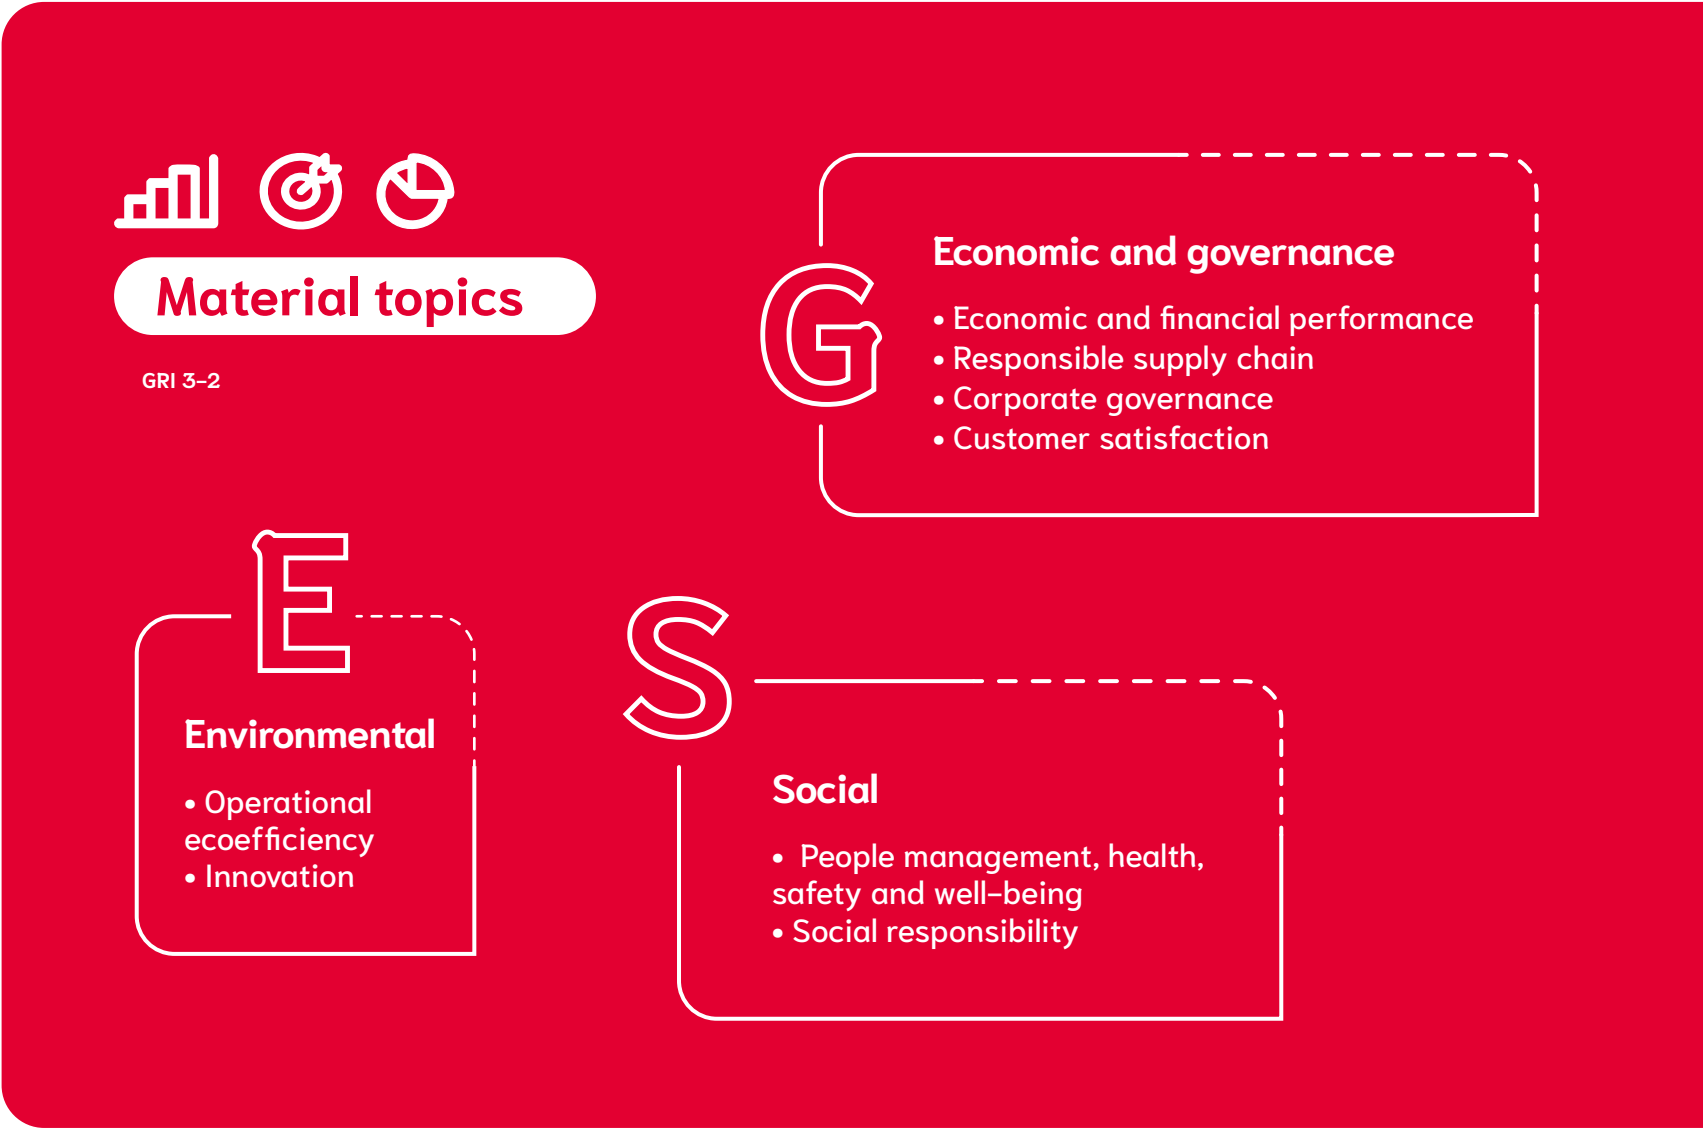 Material topics
GRI 3-2
G
Economic and governance
• Economic and financial performance
• Responsible supply chain
• Corporate governance
• Customer satisfaction
E
Environmental
• Operational
ecoefficiency
• Innovation
S
Social
• People management, health,
safety and well-being
• Social responsibility